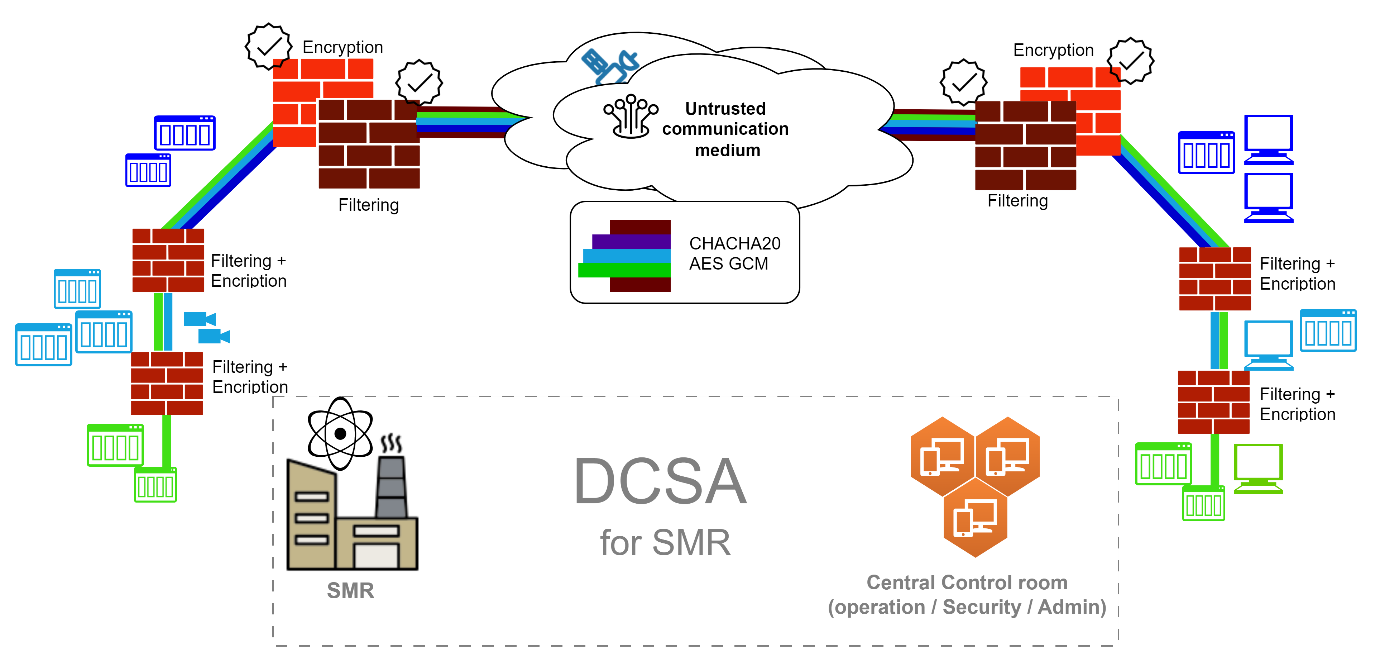 Encryption
Encryption
Untrusted
communication
medium
Filtering
Filtering
CHACHA20
AES GCM
Filtering +
Encription
Filtering +
Encription
Filtering +
Encription
Filtering +
Encription
DCSA
for SMR
SMR
Central Control room
(operation / Security / Admin)